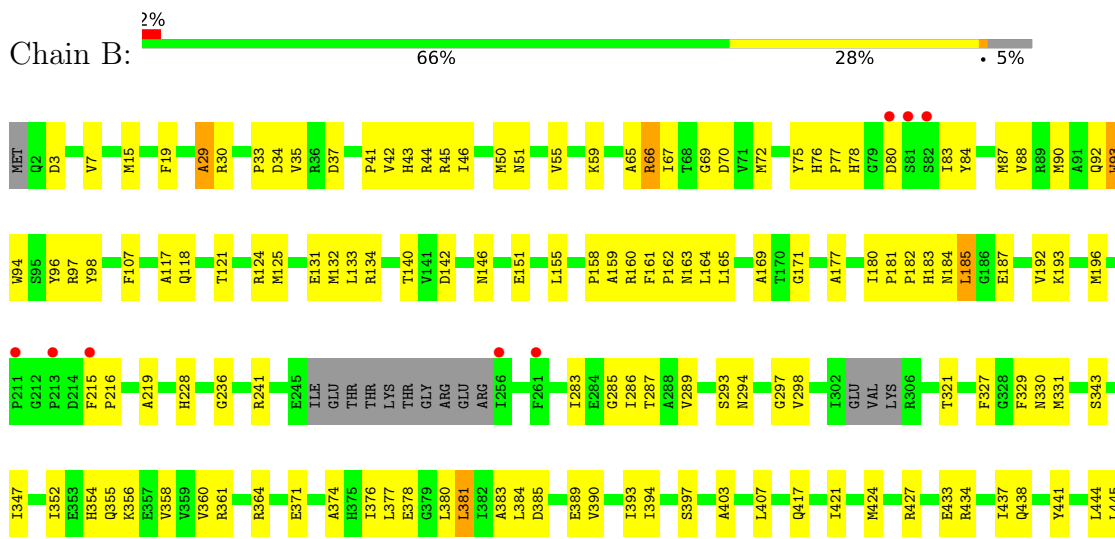 2%
Chain B:
66% 28% • 5%
MET Q2 D3 V7 M15 F19 A29 R30 P33 D34 V35 R36 D37 P41 V42 H43 R44 R45 I46 M50 N51 V55 K59 A65 R66 I67 T68 G69 D70 V71 M72 Y75 H76 P77 H78 G79 D80 S81 S82 I83 Y84 M87 V88 R89 M90 A91 Q92 W93
W94 S95 Y96 R97 Y98 F107 A117 Q118 T121 R124 M125 E131 M132 L133 R134 T140 V141 D142 N146 E151 L155 P158 A159 R160 F161 P162 N163 L164 L165 A169 T170 G171 A177 I180 P181 P182 H183 N184 L185 G186 E187 V192 K193 M196
P211 G212 P213 D214 F215 P216 A219 H228 G236 R241 E245 ILE GLU THR THR LYS THR GLY ARG GLU ARG I256 F261 I283 E284 G285 I286 T287 A288 V289 S293 N294 G297 V298 I302 GLU VAL LYS R306 T321 F327 G328 F329 N330 M331 S343
I347 I352 E353 H354 Q355 K356 E357 V358 V359 V360 R361 R364 E371 A374 H375 I376 L377 E378 G379 L380 L381 I382 A383 L384 D385 E389 V390 I393 I394 S397 A403 L407 Q417 I421 M424 R427 E433 R434 I437 Q438 Y441 L444